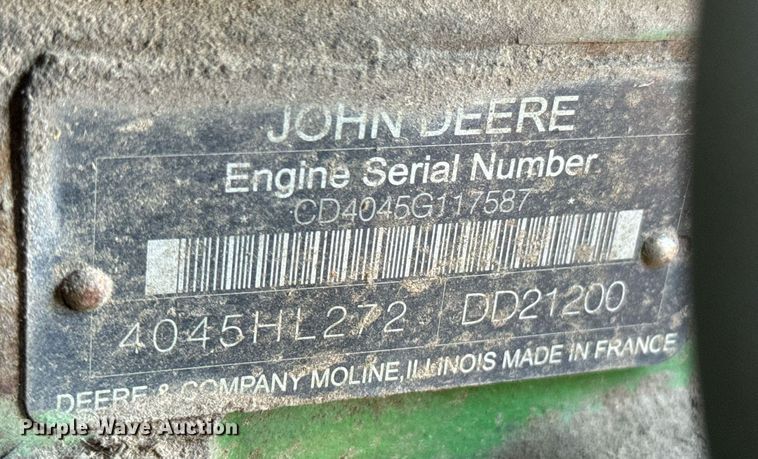 JOHN DEERE
Engine Serial Number
CD4045G117587
4045HL272 DD21200
DEERE & COMPANY MOLINE, ILLINOIS MADE IN FRANCE
Purple Wave Auction